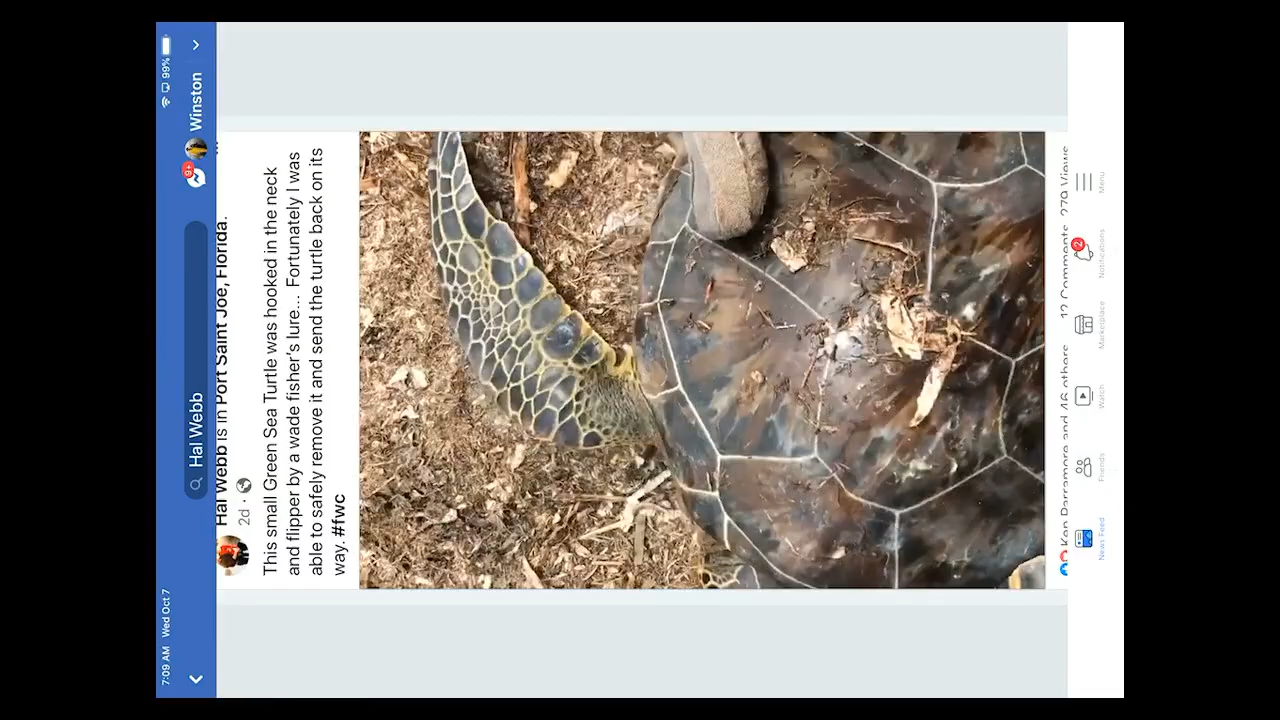 7:09 AM Wed Oct 7
99%
Hal Webb
9+
Winston
Hal Webb is in Port Saint Joe, Florida.
2d
This small Green Sea Turtle was hooked in the neck
and flipper by a wade fisher's lure... Fortunately I was
able to safely remove it and send the turtle back on its
way. #fwc
Ken Parramore and 46 others
12 Comments 279 Views
News Feed
Friends
Watch
Marketplace
2
Notifications
Menu